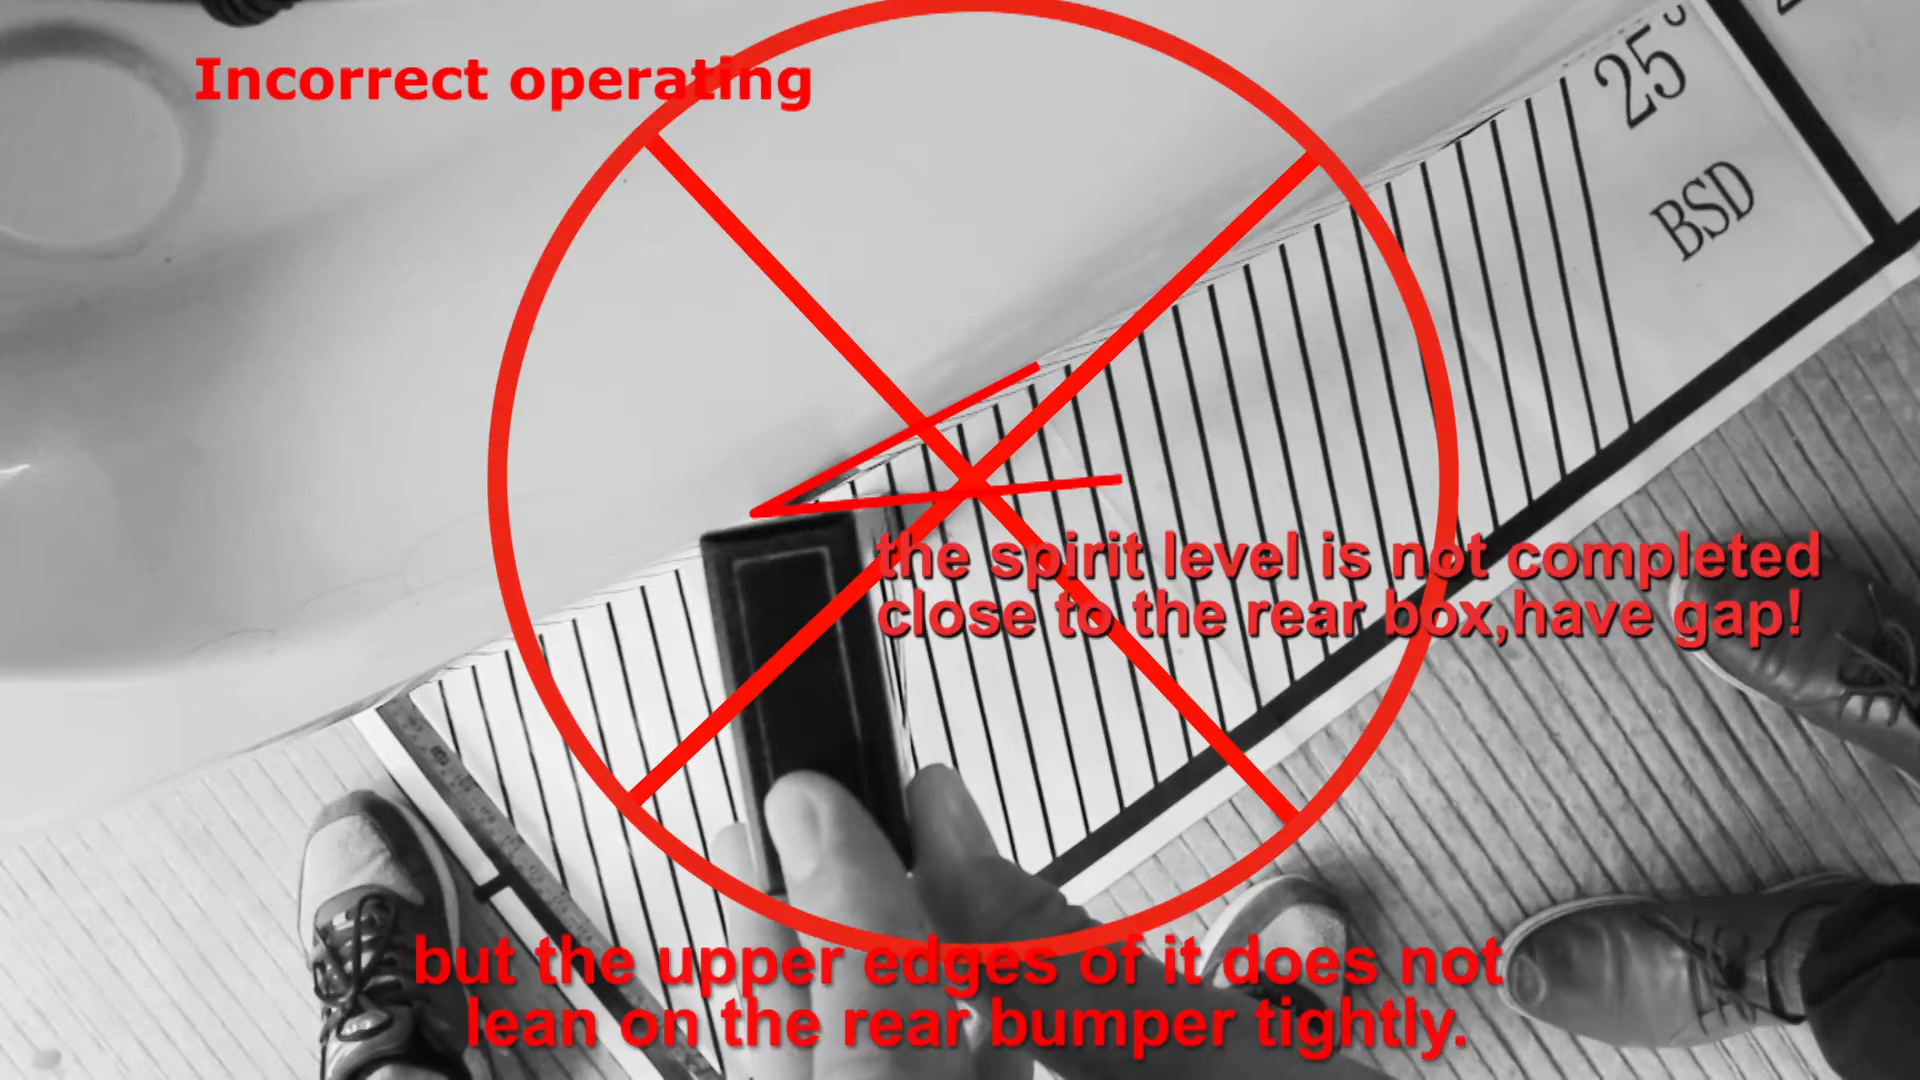 Incorrect operating
25°
BSD
the spirit level is not completed
close to the rear box,have gap!
but the upper edges of it does not
lean on the rear bumper tightly.